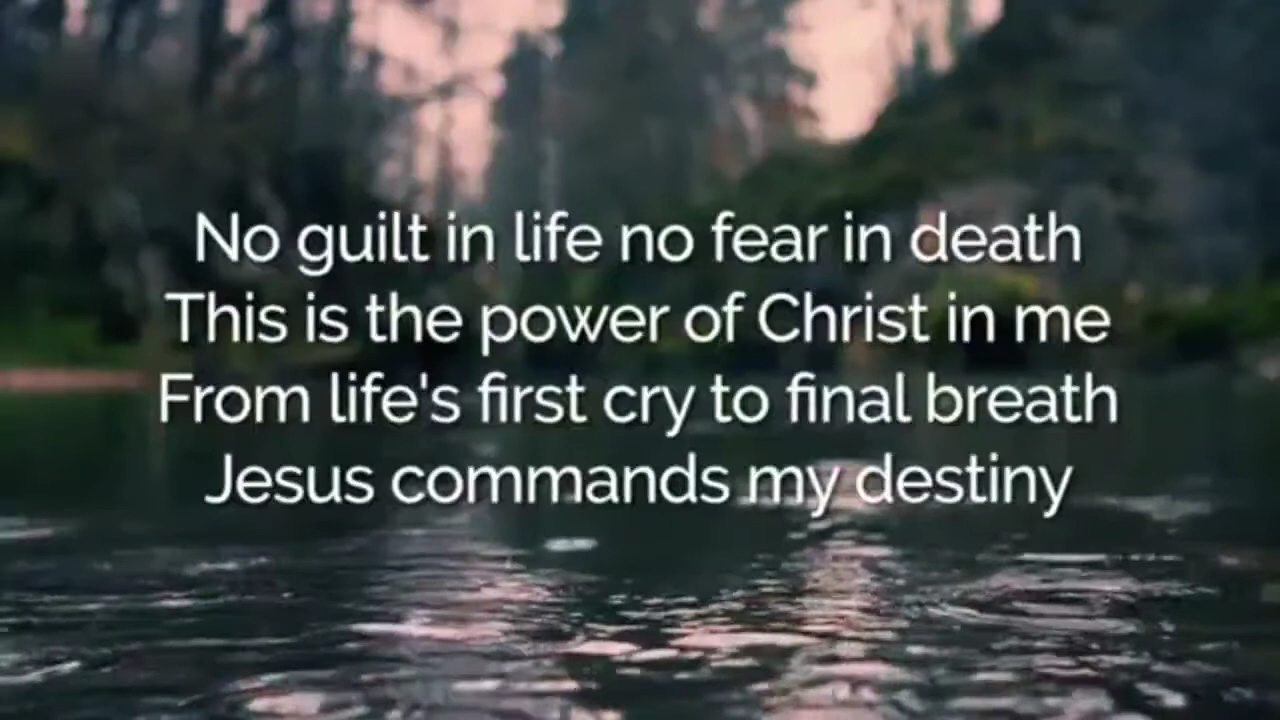 No guilt in life no fear in death
This is the power of Christ in me
From life's first cry to final breath
Jesus commands my destiny